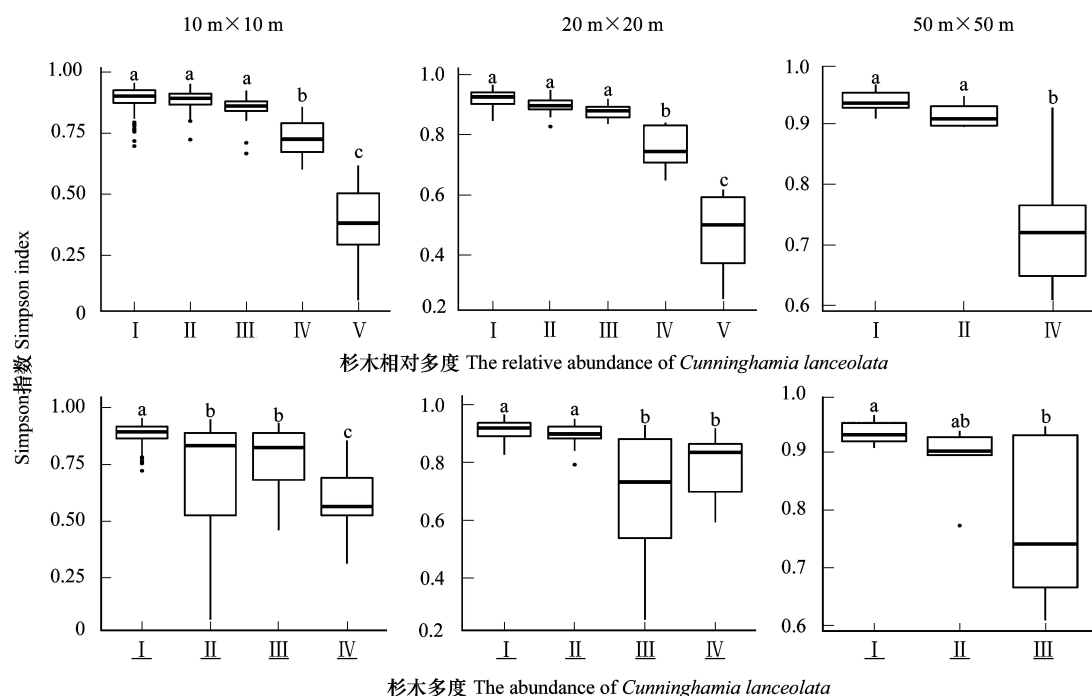 10 m×10 m 20 m×20 m 50 m×50 m
Simpson指数 Simpson index
1.00 0.75 0.50 0.25 0
a a a b c
I II III IV V
1.0 0.8 0.6 0.4 0.2
a a a b c
I II III IV V
1.0 0.9 0.8 0.7 0.6
a a b
I II IV
杉木相对多度 The relative abundance of Cunninghamia lanceolata
1.00 0.75 0.50 0.25 0
a b b c
I II III IV
1.0 0.8 0.6 0.4 0.2
a a b b
I II III IV
1.0 0.9 0.8 0.7 0.6
a ab b
I II III
杉木多度 The abundance of Cunninghamia lanceolata